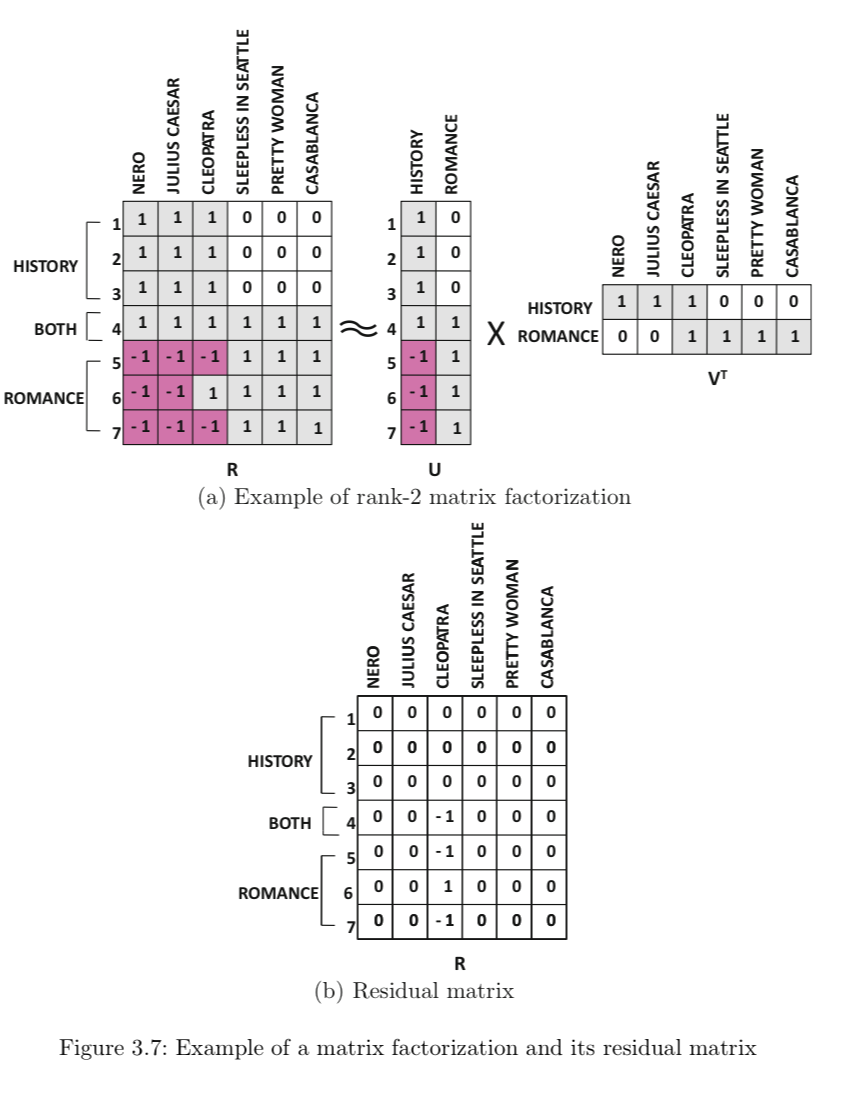 NERO JULIUS CAESAR CLEOPATRA SLEEPLESS IN SEATTLE PRETTY WOMAN CASABLANCA
HISTORY ROMANCE
NERO JULIUS CAESAR CLEOPATRA SLEEPLESS IN SEATTLE PRETTY WOMAN CASABLANCA
HISTORY
BOTH
ROMANCE
1 1 1 1 0 0 0
2 1 1 1 0 0 0
3 1 1 1 0 0 0
4 1 1 1 1 1 1
5 -1 -1 -1 1 1 1
6 -1 -1 1 1 1 1
7 -1 -1 -1 1 1 1
R
≈
1 1 0
2 1 0
3 1 0
4 1 1
5 -1 1
6 -1 1
7 -1 1
U
X
HISTORY 1 1 1 0 0 0
ROMANCE 0 0 1 1 1 1
Vᵀ
(a) Example of rank-2 matrix factorization
NERO JULIUS CAESAR CLEOPATRA SLEEPLESS IN SEATTLE PRETTY WOMAN CASABLANCA
HISTORY
BOTH
ROMANCE
1 0 0 0 0 0 0
2 0 0 0 0 0 0
3 0 0 0 0 0 0
4 0 0 -1 0 0 0
5 0 0 -1 0 0 0
6 0 0 1 0 0 0
7 0 0 -1 0 0 0
R
(b) Residual matrix
Figure 3.7: Example of a matrix factorization and its residual matrix